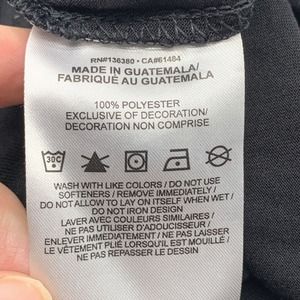 RN#136380 • CA#61484
MADE IN GUATEMALA/
FABRIQUÉ AU GUATEMALA
100% POLYESTER
EXCLUSIVE OF DECORATION/
DECORATION NON COMPRISE
30C
WASH WITH LIKE COLORS / DO NOT USE
SOFTENERS / REMOVE IMMEDIATELY /
DO NOT ALLOW TO LAY ON ITSELF WHEN WET /
DO NOT IRON DESIGN
LAVER AVEC COULEURS SIMILAIRES /
NE PAS UTILISER D'ADOUCISSEUR /
ENLEVER IMMÉDIATEMENT / NE PAS LAISSER
LE VÊTEMENT PLIÉ LORSQU'IL EST MOUILLÉ /
NE PAS REPASSER LE DESSIN